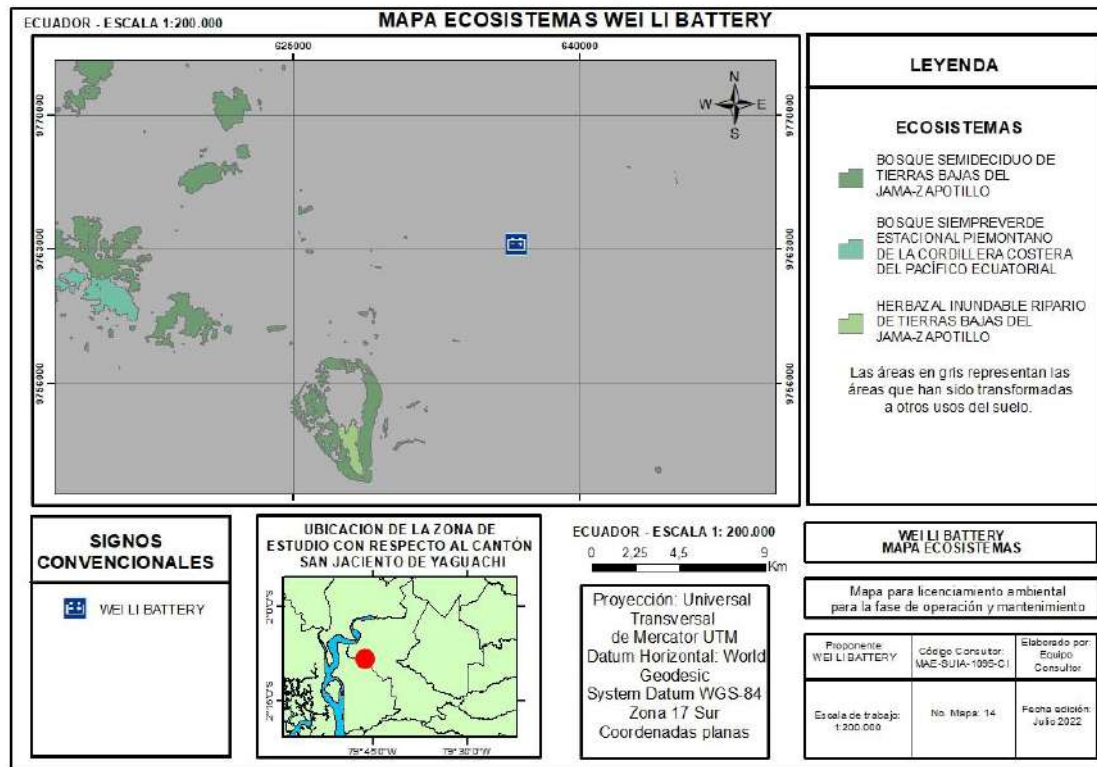 ECUADOR - ESCALA 1:200.000
MAPA ECOSISTEMAS WEI LI BATTERY
625000
640000
9770000
9763000
9756000
9770000
9763000
9756000
N
W
E
S
LEYENDA
ECOSISTEMAS
BOSQUE SEMIDECIDUO DE
TIERRAS BAJAS DEL
JAMA-ZAPOTILLO
BOSQUE SIEMPREVERDE
ESTACIONAL PIEMONTANO
DE LA CORDILLERA COSTERA
DEL PACÍFICO ECUATORIAL
HERBAZAL INUNDABLE RIPARIO
DE TIERRAS BAJAS DEL
JAMA-ZAPOTILLO
Las áreas en gris representan las
áreas que han sido transformadas
a otros usos del suelo.
SIGNOS
CONVENCIONALES
WEI LI BATTERY
UBICACION DE LA ZONA DE
ESTUDIO CON RESPECTO AL CANTÓN
SAN JACIENTO DE YAGUACHI
2°0'0"S
2°15'0"S
79°45'0"W
79°30'0"W
ECUADOR - ESCALA 1: 200.000
0 2,25 4,5 9
Km
Proyección: Universal
Transversal
de Mercator UTM
Datum Horizontal: World
Geodesic
System Datum WGS-84
Zona 17 Sur
Coordenadas planas
WEI LI BATTERY
MAPA ECOSISTEMAS
Mapa para licenciamiento ambiental
para la fase de operación y mantenimiento
Proponente:
WEI LI BATTERY
Código Consultor:
MAE-SUIA-1095-CI
Elaborado por:
Equipo
Consultor
Escala de trabajo:
1:200.000
No. Mapa: 14
Fecha edición:
Julio 2022